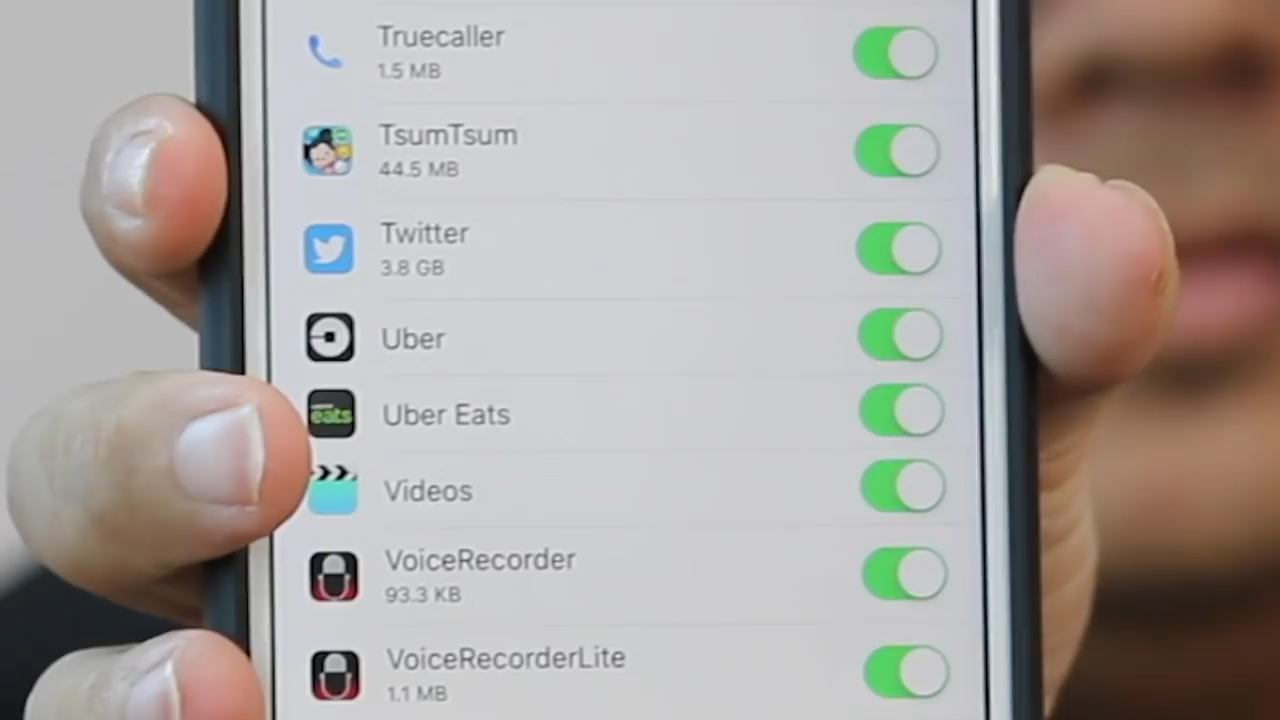 Truecaller
1.5 MB
TsumTsum
44.5 MB
Twitter
3.8 GB
Uber
eats
Uber Eats
Videos
VoiceRecorder
93.3 KB
VoiceRecorderLite
1.1 MB